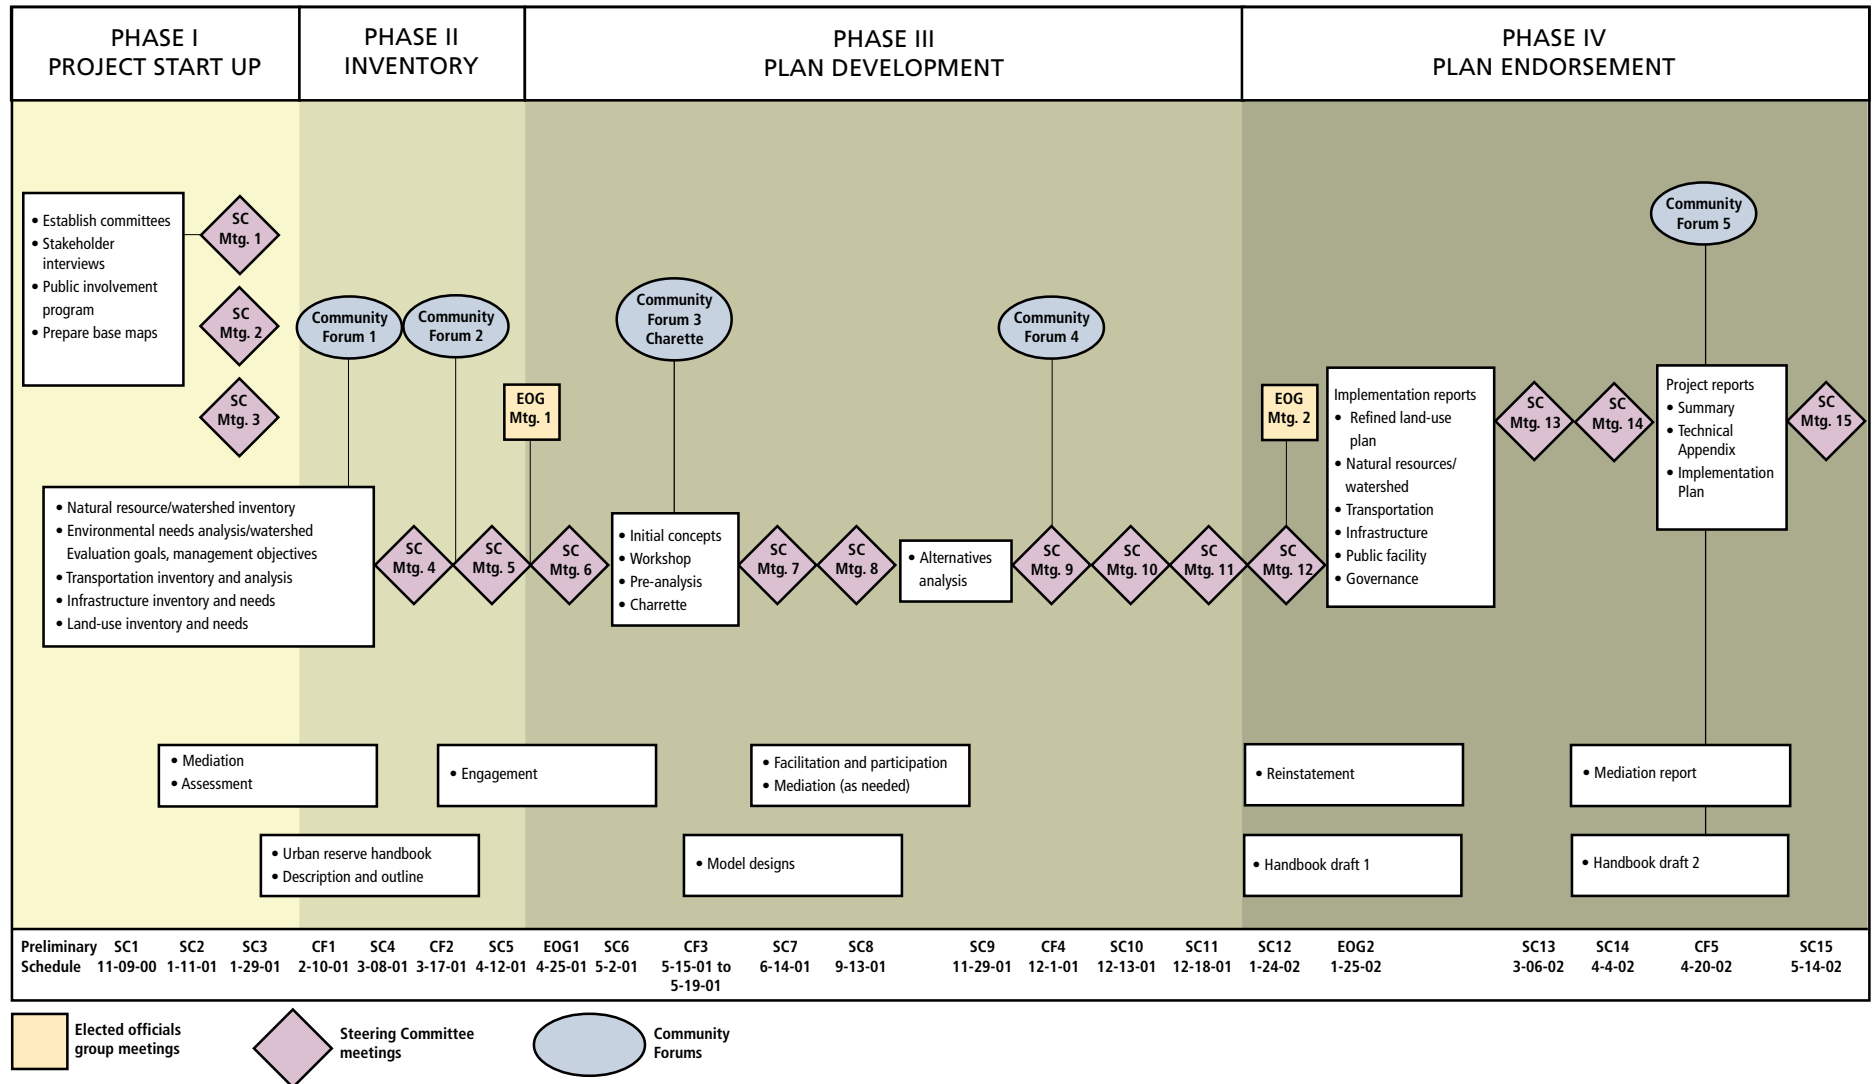 PHASE I
PROJECT START UP
PHASE II
INVENTORY
PHASE III
PLAN DEVELOPMENT
PHASE IV
PLAN ENDORSEMENT
• Establish committees
• Stakeholder
interviews
• Public involvement
program
• Prepare base maps
SC
Mtg. 1
SC
Mtg. 2
SC
Mtg. 3
Community
Forum 1
Community
Forum 2
Community
Forum 3
Charette
Community
Forum 4
Community
Forum 5
EOG
Mtg. 1
EOG
Mtg. 2
• Natural resource/watershed inventory
• Environmental needs analysis/watershed
Evaluation goals, management objectives
• Transportation inventory and analysis
• Infrastructure inventory and needs
• Land-use inventory and needs
SC
Mtg. 4
SC
Mtg. 5
SC
Mtg. 6
• Initial concepts
• Workshop
• Pre-analysis
• Charrette
SC
Mtg. 7
SC
Mtg. 8
• Alternatives
analysis
SC
Mtg. 9
SC
Mtg. 10
SC
Mtg. 11
SC
Mtg. 12
Implementation reports
• Refined land-use
plan
• Natural resources/
watershed
• Transportation
• Infrastructure
• Public facility
• Governance
SC
Mtg. 13
SC
Mtg. 14
Project reports
• Summary
• Technical
Appendix
• Implementation
Plan
SC
Mtg. 15
• Mediation
• Assessment
• Engagement
• Facilitation and participation
• Mediation (as needed)
• Reinstatement
• Mediation report
• Urban reserve handbook
• Description and outline
• Model designs
• Handbook draft 1
• Handbook draft 2
Preliminary SC1 SC2 SC3 CF1 SC4 CF2 SC5 EOG1 SC6 CF3 SC7 SC8 SC9 CF4 SC10 SC11 SC12 EOG2 SC13 SC14 CF5 SC15
Schedule 11-09-00 1-11-01 1-29-01 2-10-01 3-08-01 3-17-01 4-12-01 4-25-01 5-2-01 5-15-01 to 6-14-01 9-13-01 11-29-01 12-1-01 12-13-01 12-18-01 1-24-02 1-25-02 3-06-02 4-4-02 4-20-02 5-14-02
5-19-01
Elected officials
group meetings
Steering Committee
meetings
Community
Forums